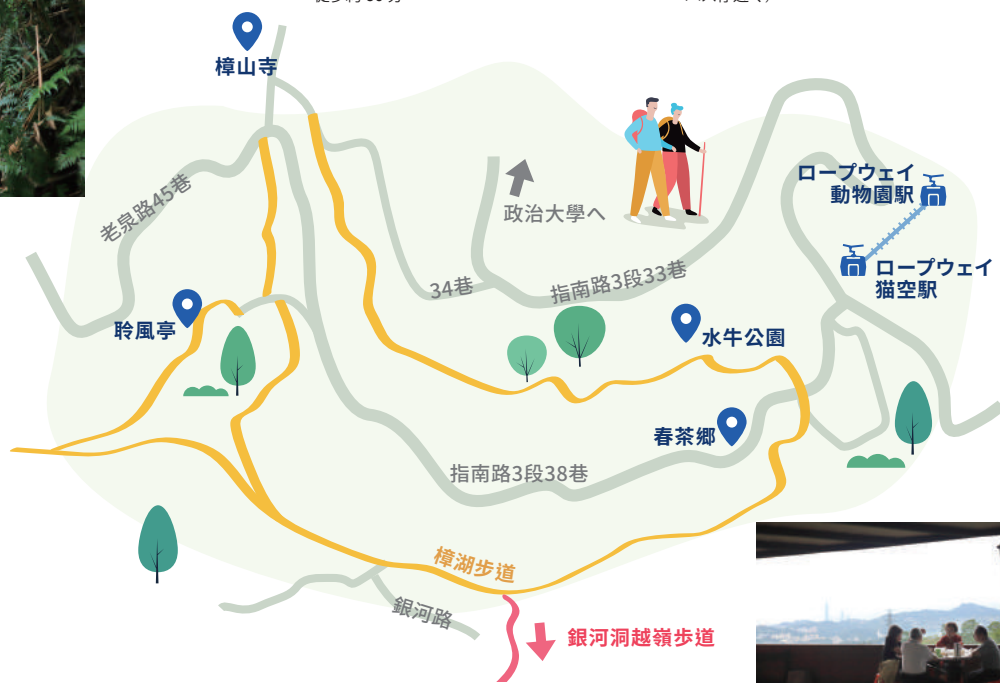 樟山寺
老泉路45巷
政治大學へ
ロープウェイ
動物園駅
ロープウェイ
猫空駅
34巷
指南路3段33巷
聆風亭
水牛公園
春茶郷
指南路3段38巷
樟湖步道
銀河路
銀河洞越嶺歩道